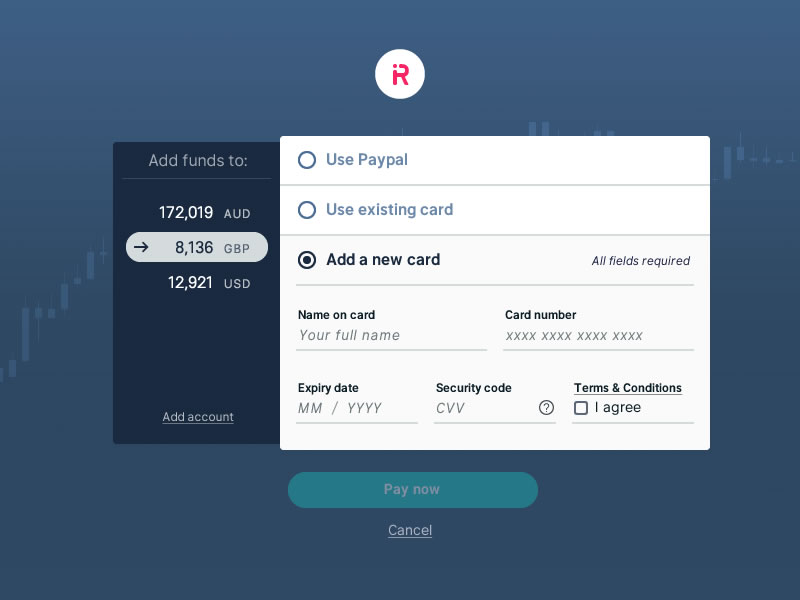 R
Add funds to:
172,019 AUD
8,136 GBP
12,921 USD
Add account
Use Paypal
Use existing card
Add a new card
All fields required
Name on card
Your full name
Card number
xxxx xxxx xxxx xxxx
Expiry date
MM / YYYY
Security code
CVV
?
Terms & Conditions
I agree
Pay now
Cancel